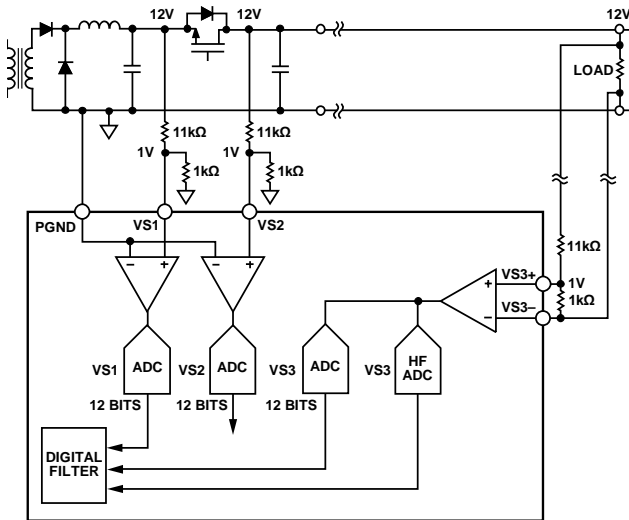 12V 12V 12V
LOAD
11kΩ 11kΩ
1V 1kΩ 1V 1kΩ
PGND VS1 VS2
11kΩ
VS3+ 1V
1kΩ
VS3–
– + – +
+
–
VS1 ADC VS2 ADC VS3 ADC VS3 HF ADC
12 BITS 12 BITS 12 BITS
DIGITAL
FILTER